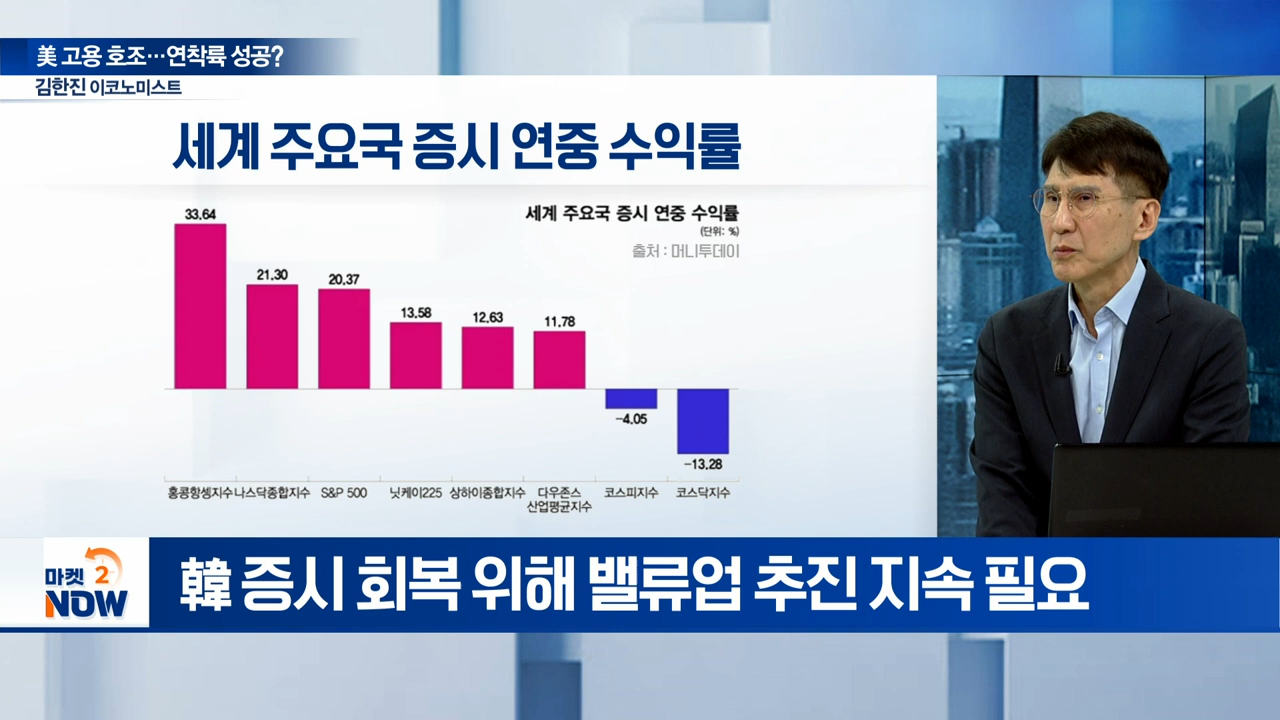 美 고용 호조…연착륙 성공?
김한진 이코노미스트
세계 주요국 증시 연중 수익률
세계 주요국 증시 연중 수익률
(단위: %)
출처 : 머니투데이
33.64
21.30
20.37
13.58
12.63
11.78
-4.05
-13.28
홍콩항셍지수 나스닥종합지수 S&P 500 닛케이225 상하이종합지수 다우존스 코스피지수 코스닥지수
산업평균지수
마켓 2
NOW
韓 증시 회복 위해 밸류업 추진 지속 필요